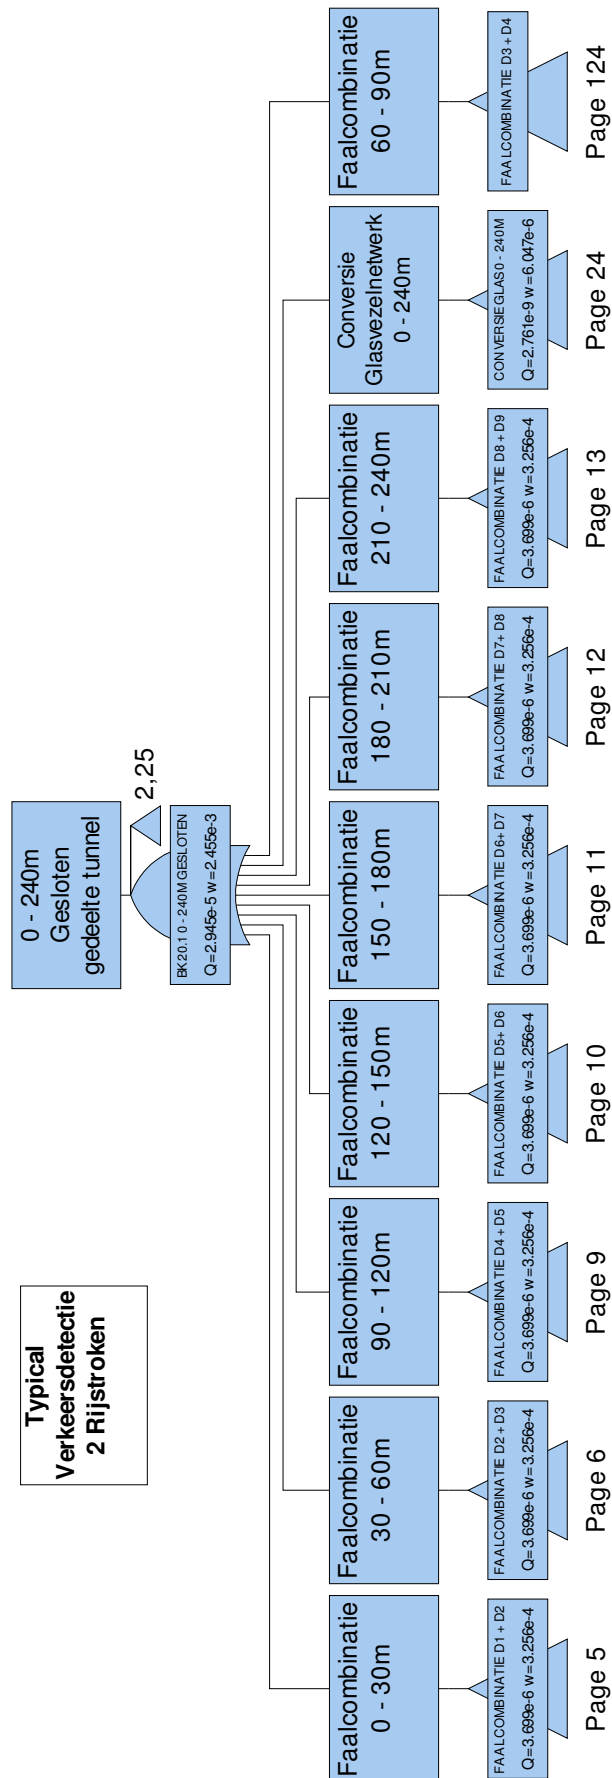 Typical
Verkeersdetectie
2 Rijstroken
0 - 240m
Gesloten
gedeelte tunnel
2,25
BK20.1 0 - 240M GESLOTEN
Q=2.945e-5 w=2.455e-3
Faalcombinatie
0 - 30m
FAALCOMBINATIE D1 + D2
Q=3.699e-6 w=3.256e-4
Page 5
Faalcombinatie
30 - 60m
FAALCOMBINATIE D2 + D3
Q=3.699e-6 w=3.256e-4
Page 6
Faalcombinatie
90 - 120m
FAALCOMBINATIE D4 + D5
Q=3.699e-6 w=3.256e-4
Page 9
Faalcombinatie
120 - 150m
FAALCOMBINATIE D5+ D6
Q=3.699e-6 w=3.256e-4
Page 10
Faalcombinatie
150 - 180m
FAALCOMBINATIE D6+ D7
Q=3.699e-6 w=3.256e-4
Page 11
Faalcombinatie
180 - 210m
FAALCOMBINATIE D7+ D8
Q=3.699e-6 w=3.256e-4
Page 12
Faalcombinatie
210 - 240m
FAALCOMBINATIE D8 + D9
Q=3.699e-6 w=3.256e-4
Page 13
Conversie
Glasvezelnetwerk
0 - 240m
CONVERSIEGLAS0 - 240M
Q=2.761e-9 w=6.047e-6
Page 24
Faalcombinatie
60 - 90m
FAALCOMBINATIE D3 + D4
Page 124